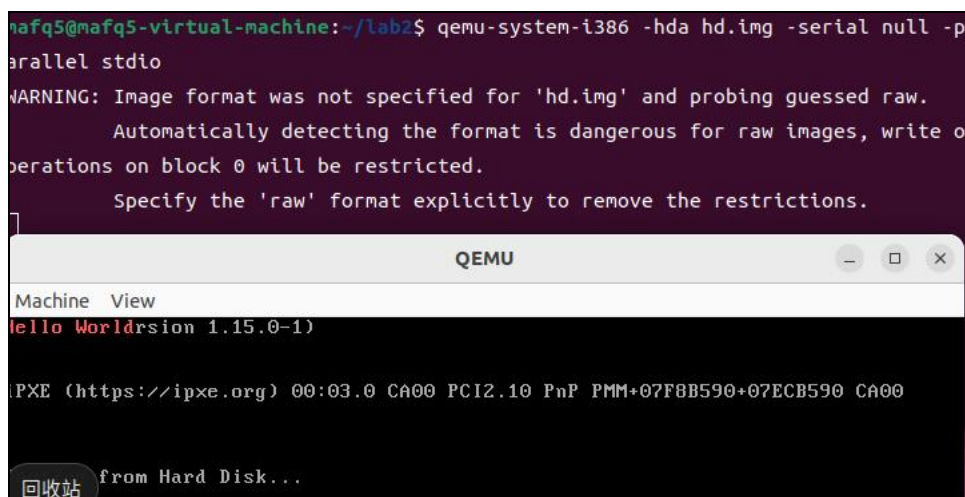 mafq5@mafq5-virtual-machine:~/lab2$ qemu-system-i386 -hda hd.img -serial null -p
arallel stdio
WARNING: Image format was not specified for 'hd.img' and probing guessed raw.
Automatically detecting the format is dangerous for raw images, write o
perations on block 0 will be restricted.
Specify the 'raw' format explicitly to remove the restrictions.
QEMU
Machine View
Hello Worldrsion 1.15.0-1)
iPXE (https://ipxe.org) 00:03.0 CA00 PCI2.10 PnP PMM+07F8B590+07ECB590 CA00
from Hard Disk...
回收站